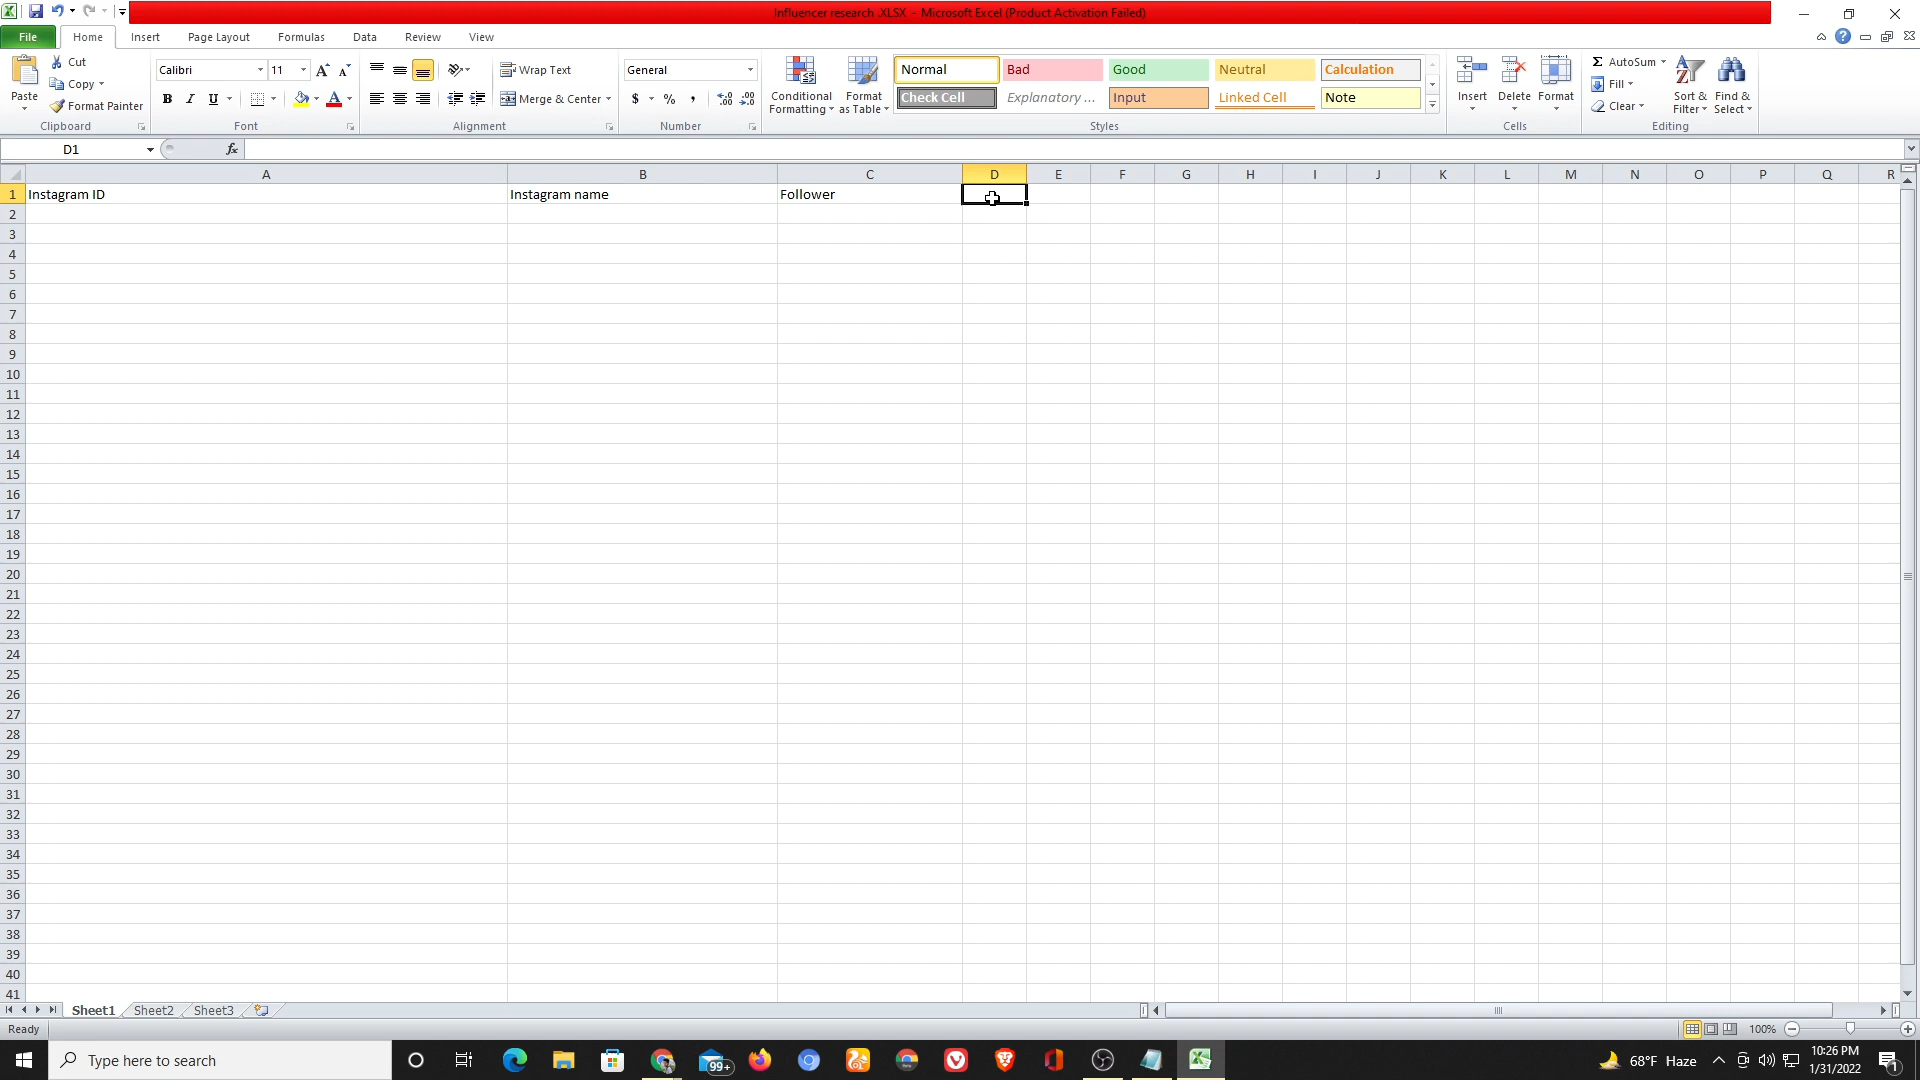 Influencer research .XLSX - Microsoft Excel (Product Activation Failed)
File Home Insert Page Layout Formulas Data Review View
Paste Cut Copy Format Painter Clipboard
Calibri 11 B I U Font
Wrap Text Merge & Center Alignment
General $ % , Number
Conditional Formatting Format as Table
Normal Bad Good Neutral Calculation
Check Cell Explanatory ... Input Linked Cell Note
Styles
Insert Delete Format Cells
Σ AutoSum Fill Clear Sort & Filter Find & Select Editing
D1 fx
A B C D E F G H I J K L M N O P Q R
1 Instagram ID Instagram name Follower
2
3
4
5
6
7
8
9
10
11
12
13
14
15
16
17
18
19
20
21
22
23
24
25
26
27
28
29
30
31
32
33
34
35
36
37
38
39
40
41
Sheet1 Sheet2 Sheet3
Ready 100%
Type here to search 99+ 68°F Haze 10:26 PM
1/31/2022 1